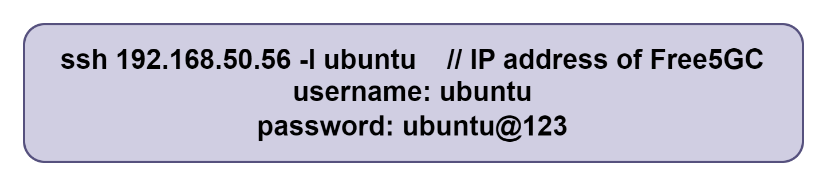 ssh 192.168.50.56 -l ubuntu // IP address of Free5GC
username: ubuntu
password: ubuntu@123